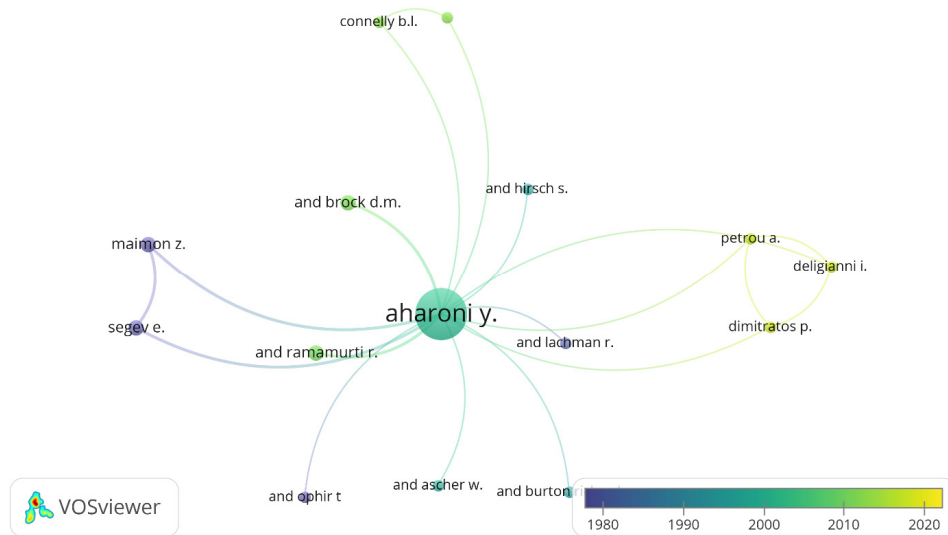 connelly b.l.
and hirsch s.
and brock d.m.
petrou a.
maimon z.
deligianni i.
aharoni y.
segev e.
dimitratos p.
and lachman r.
and ramamurti r.
and ascher w.
and burton
and ophir t
VOSviewer
1980 1990 2000 2010 2020